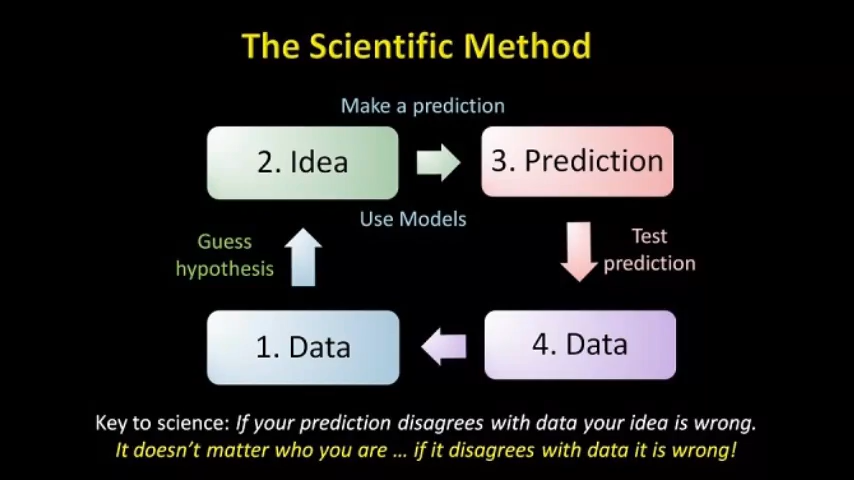 The Scientific Method
Make a prediction
2. Idea
3. Prediction
Use Models
Guess
hypothesis
Test
prediction
1. Data
4. Data
Key to science: If your prediction disagrees with data your idea is wrong.
It doesn't matter who you are ... if it disagrees with data it is wrong!